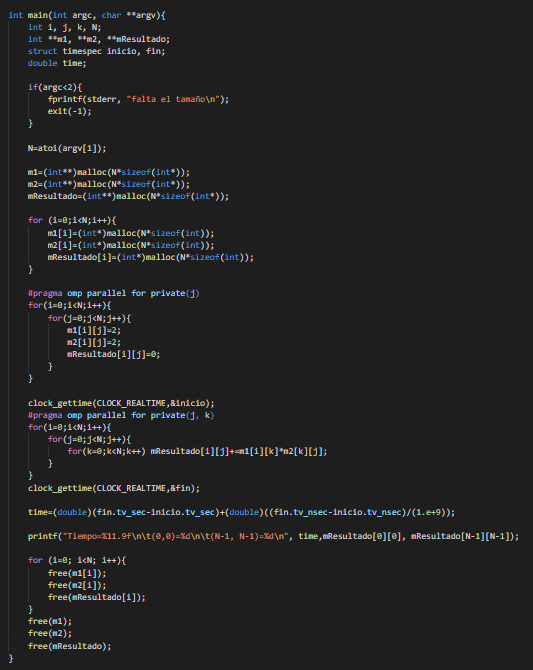 int main(int argc, char **argv){
int i, j, k, N;
int **m1, **m2, **mResultado;
struct timespec inicio, fin;
double time;
if(argc<2){
fprintf(stderr, "falta el tamaño\n");
exit(-1);
}
N=atoi(argv[1]);
m1=(int**)malloc(N*sizeof(int*));
m2=(int**)malloc(N*sizeof(int*));
mResultado=(int**)malloc(N*sizeof(int*));
for (i=0;i<N;i++){
m1[i]=(int*)malloc(N*sizeof(int));
m2[i]=(int*)malloc(N*sizeof(int));
mResultado[i]=(int*)malloc(N*sizeof(int));
}
#pragma omp parallel for private(j)
for(i=0;i<N;i++){
for(j=0;j<N;j++){
m1[i][j]=2;
m2[i][j]=2;
mResultado[i][j]=0;
}
}
clock_gettime(CLOCK_REALTIME,&inicio);
#pragma omp parallel for private(j, k)
for(i=0;i<N;i++){
for(j=0;j<N;j++){
for(k=0;k<N;k++) mResultado[i][j]+=m1[i][k]*m2[k][j];
}
}
clock_gettime(CLOCK_REALTIME,&fin);
time=(double)(fin.tv_sec-inicio.tv_sec)+(double)((fin.tv_nsec-inicio.tv_nsec)/(1.e+9));
printf("Tiempo=%11.9f\n\t(0,0)=%d\n\t(N-1, N-1)=%d\n", time,mResultado[0][0], mResultado[N-1][N-1]);
for (i=0; i<N; i++){
free(m1[i]);
free(m2[i]);
free(mResultado[i]);
}
free(m1);
free(m2);
free(mResultado);
}